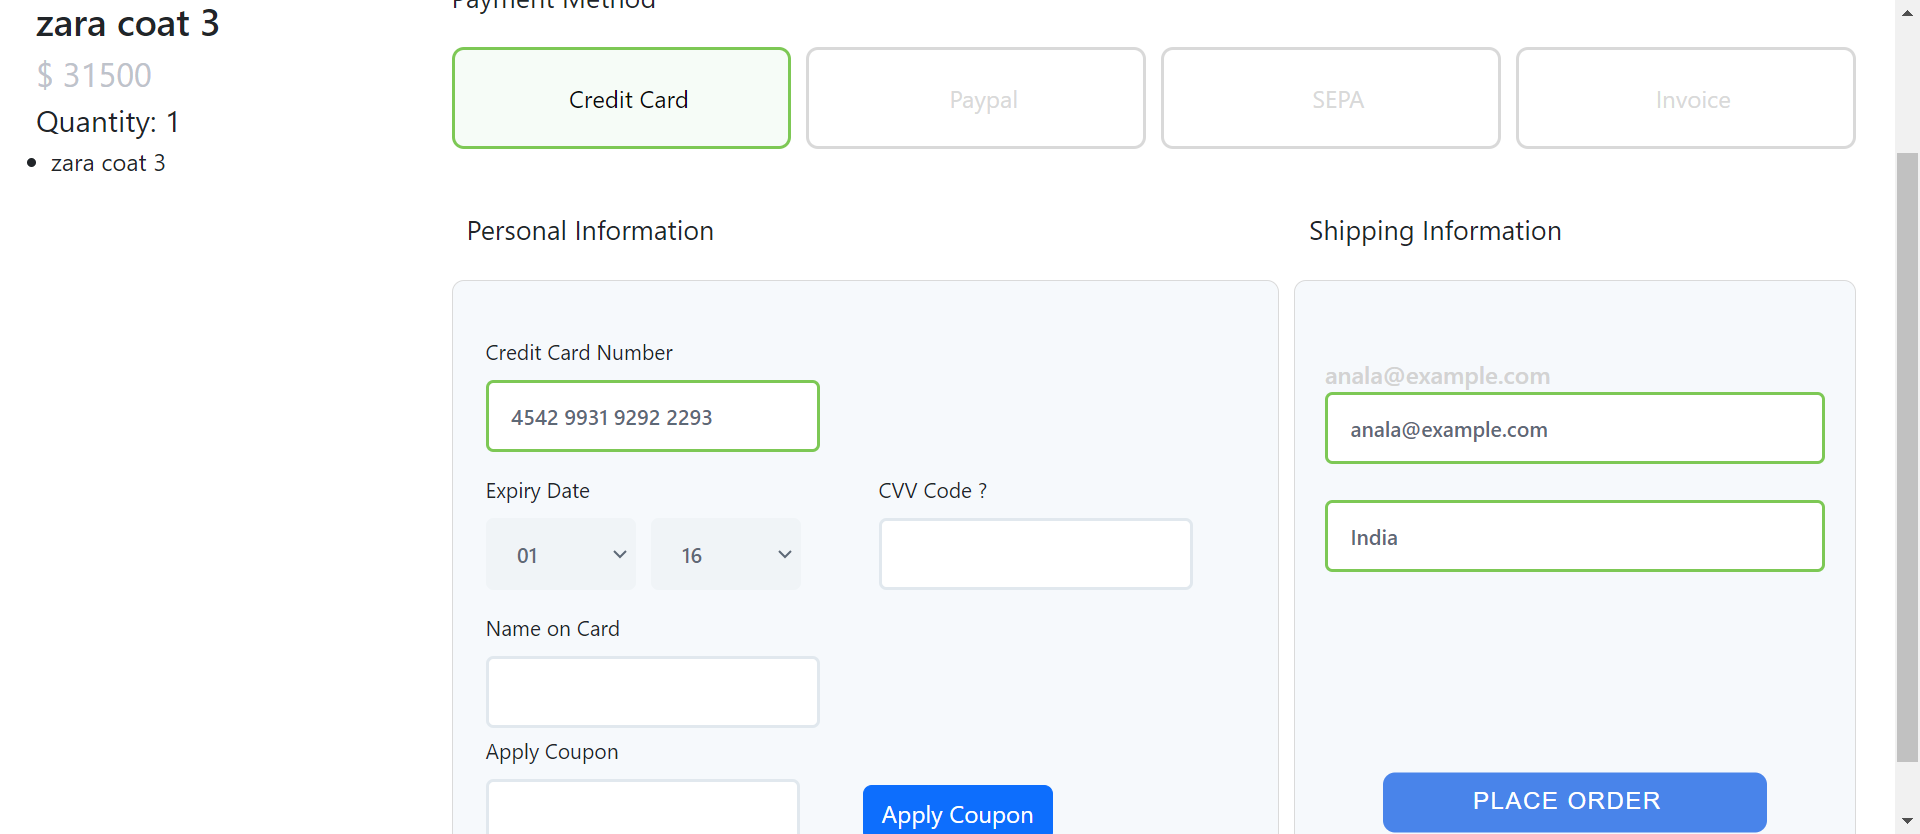 zara coat 3
$ 31500
Quantity: 1
zara coat 3
Payment Method
Credit Card
Paypal
SEPA
Invoice
Personal Information
Credit Card Number
4542 9931 9292 2293
Expiry Date
CVV Code ?
01
16
Name on Card
Apply Coupon
Apply Coupon
Shipping Information
anala@example.com
anala@example.com
India
PLACE ORDER